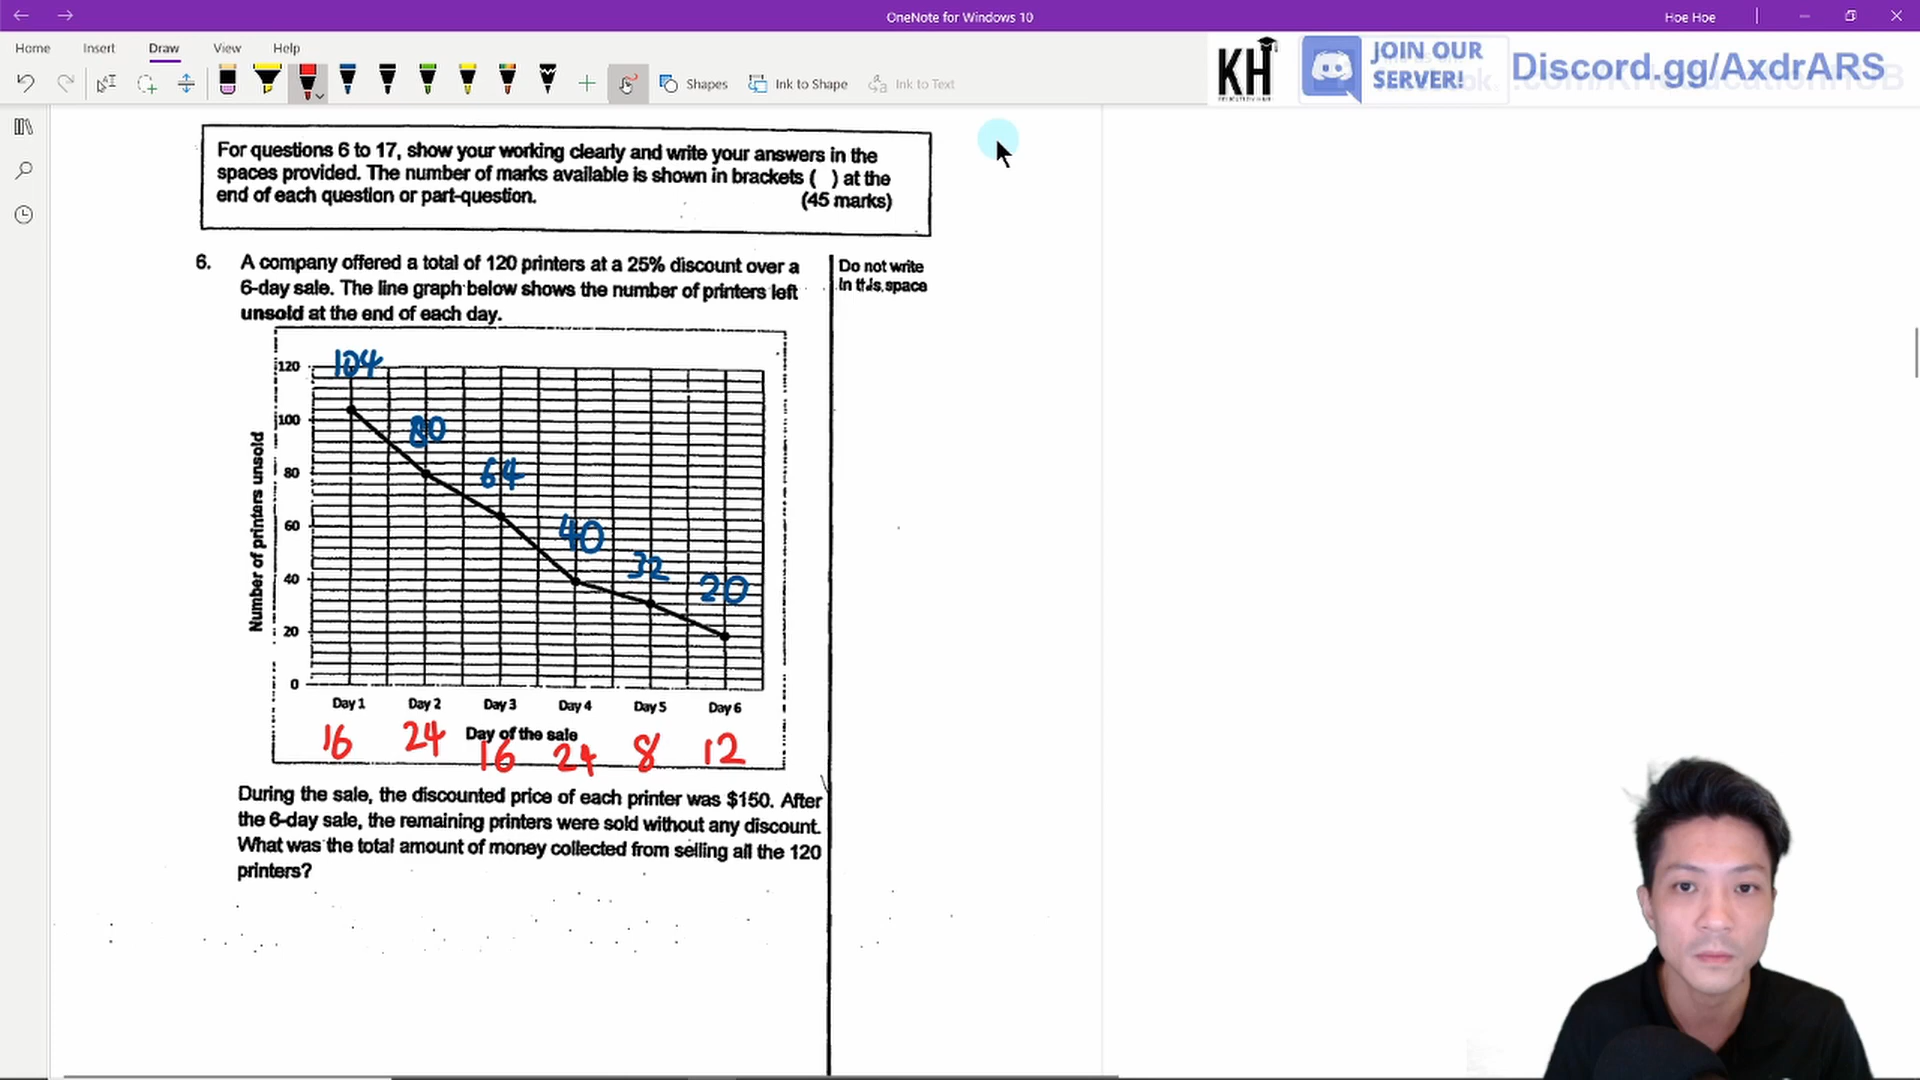 OneNote for Windows 10
Hoe Hoe
Home Insert Draw View Help
Shapes Ink to Shape Ink to Text
KH
JOIN OUR
SERVER!
Discord.gg/AxdrARS
For questions 6 to 17, show your working clearly and write your answers in the
spaces provided. The number of marks available is shown in brackets ( ) at the
end of each question or part-question. (45 marks)
6. A company offered a total of 120 printers at a 25% discount over a
6-day sale. The line graph below shows the number of printers left
unsold at the end of each day.
Do not write
in this space
Number of printers unsold
120
100
80
60
40
20
0
104
80
64
40
32
20
Day 1 Day 2 Day 3 Day 4 Day 5 Day 6
Day of the sale
16 24 16 24 8 12
During the sale, the discounted price of each printer was $150. After
the 6-day sale, the remaining printers were sold without any discount.
What was the total amount of money collected from selling all the 120
printers?